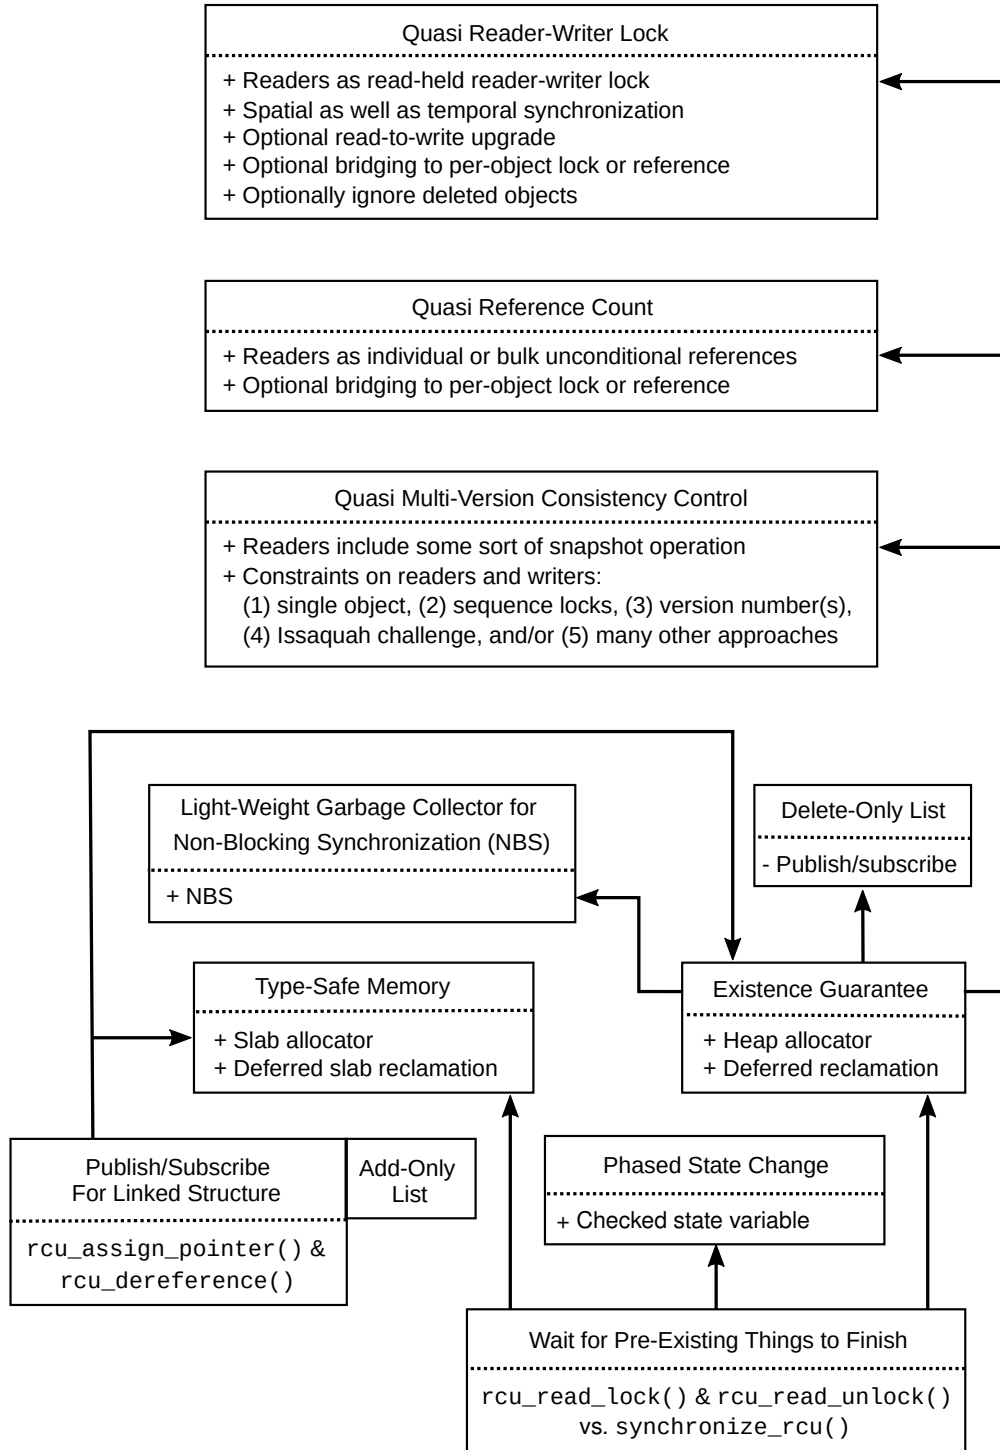 Quasi Reader-Writer Lock
+ Readers as read-held reader-writer lock
+ Spatial as well as temporal synchronization
+ Optional read-to-write upgrade
+ Optional bridging to per-object lock or reference
+ Optionally ignore deleted objects
Quasi Reference Count
+ Readers as individual or bulk unconditional references
+ Optional bridging to per-object lock or reference
Quasi Multi-Version Consistency Control
+ Readers include some sort of snapshot operation
+ Constraints on readers and writers:
(1) single object, (2) sequence locks, (3) version number(s),
(4) Issaquah challenge, and/or (5) many other approaches
Light-Weight Garbage Collector for
Non-Blocking Synchronization (NBS)
+ NBS
Delete-Only List
- Publish/subscribe
Type-Safe Memory
+ Slab allocator
+ Deferred slab reclamation
Existence Guarantee
+ Heap allocator
+ Deferred reclamation
Publish/Subscribe
For Linked Structure
rcu_assign_pointer() &
rcu_dereference()
Add-Only
List
Phased State Change
+ Checked state variable
Wait for Pre-Existing Things to Finish
rcu_read_lock() & rcu_read_unlock()
vs. synchronize_rcu()